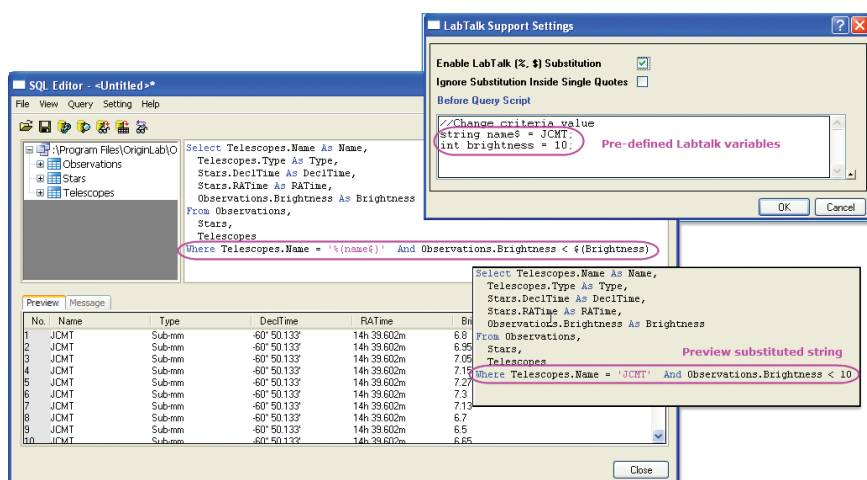 LabTalk Support Settings
Enable LabTalk (%, $) Substitution
Ignore Substitution Inside Single Quotes
Before Query Script
//Change criteria value
string name$ = JCMT;
int brightness = 10;
Pre-defined Labtalk variables
OK Cancel
SQL Editor - <Untitled>*
File View Query Setting Help
:\Program Files\OriginLab\O
Observations
Stars
Telescopes
Select Telescopes.Name As Name,
Telescopes.Type As Type,
Stars.DeclTime As DeclTime,
Stars.RATime As RATime,
Observations.Brightness As Brightness
From Observations,
Stars,
Telescopes
Where Telescopes.Name = '%(name$)' And Observations.Brightness < $(Brightness)
Select Telescopes.Name As Name,
Telescopes.Type As Type,
Stars.DeclTime As DeclTime,
Stars.RATime As RATime,
Observations.Brightness As Brightness
From Observations,
Stars,
Telescopes
Preview substituted string
Where Telescopes.Name = 'JCMT' And Observations.Brightness < 10
Preview Message
No. Name Type DeclTime RATime Bri
1 JCMT Sub-mm -60° 50.133' 14h 39.602m 6.8
2 JCMT Sub-mm -60° 50.133' 14h 39.602m 6.95
3 JCMT Sub-mm -60° 50.133' 14h 39.602m 7.05
4 JCMT Sub-mm -60° 50.133' 14h 39.602m 7.15
5 JCMT Sub-mm -60° 50.133' 14h 39.602m 7.27
6 JCMT Sub-mm -60° 50.133' 14h 39.602m 7.3
7 JCMT Sub-mm -60° 50.133' 14h 39.602m 7.13
8 JCMT Sub-mm -60° 50.133' 14h 39.602m 6.7
9 JCMT Sub-mm -60° 50.133' 14h 39.602m 6.5
10 JCMT Sub-mm -60° 50.133' 14h 39.602m 6.65
Close